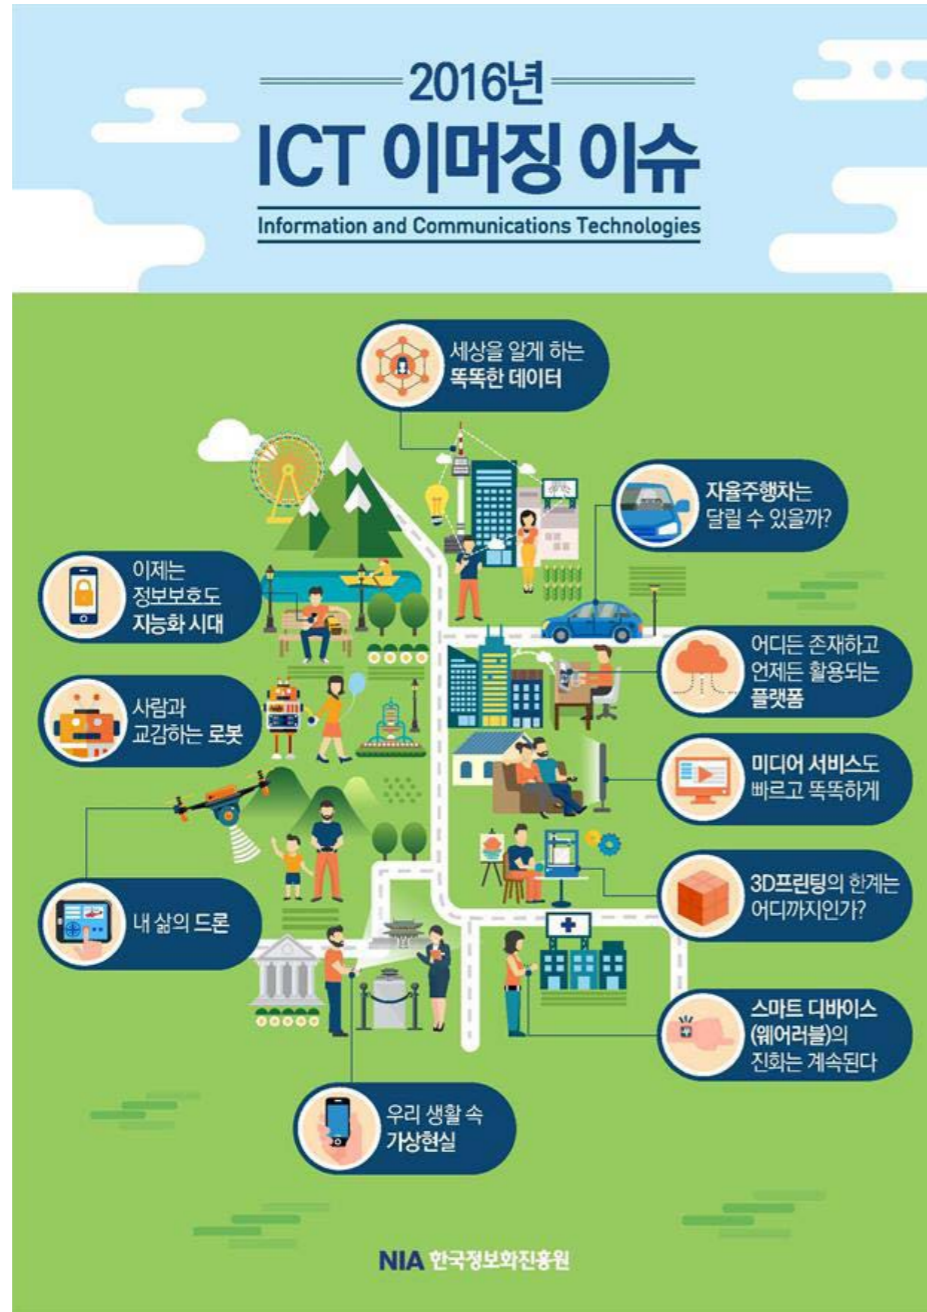 2016년
ICT 이머징 이슈
Information and Communications Technologies
세상을 알게 하는
똑똑한 데이터
자율주행차는
달릴 수 있을까?
이제는
정보보호도
지능화 시대
어디든 존재하고
언제든 활용되는
플랫폼
사람과
교감하는 로봇
미디어 서비스도
빠르고 똑똑하게
3D프린팅의 한계는
어디까지인가?
내 삶의 드론
스마트 디바이스
(웨어러블)의
진화는 계속된다
우리 생활 속
가상현실
NIA 한국정보화진흥원